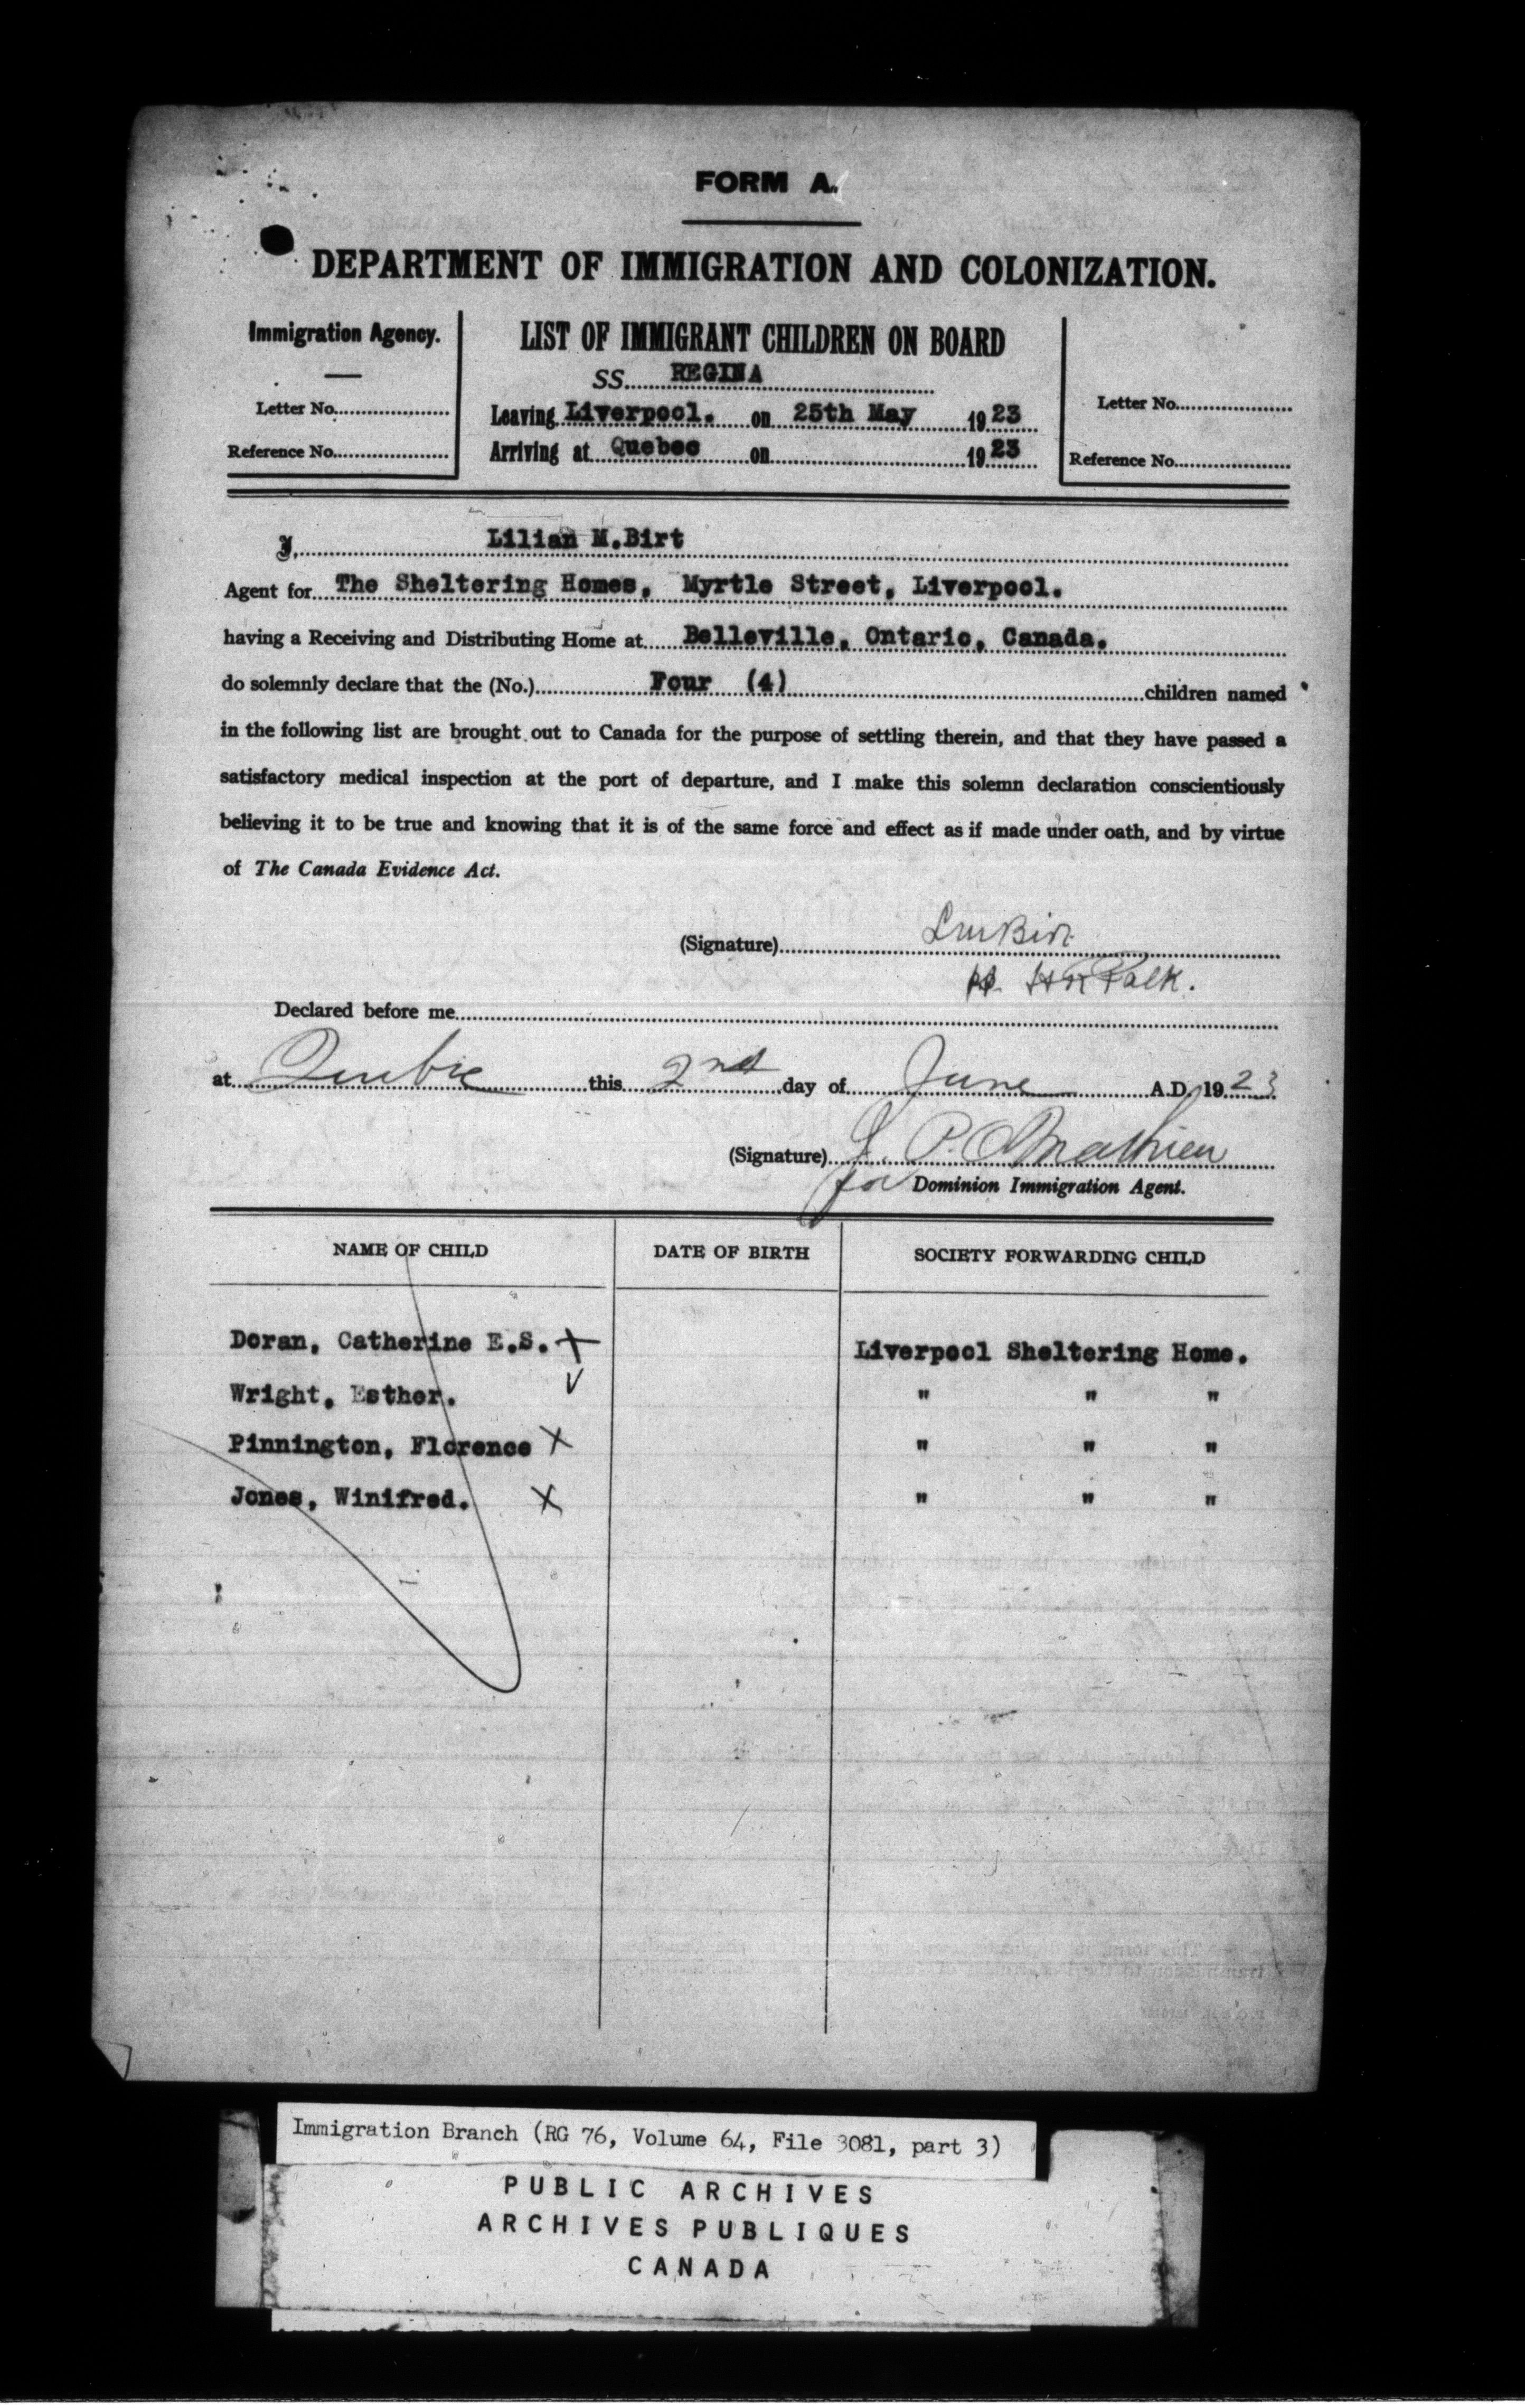 FORM A.
DEPARTMENT OF IMMIGRATION AND COLONIZATION.
Immigration Agency.
Letter No.
Reference No.
LIST OF IMMIGRANT CHILDREN ON BOARD
SS REGINA
Leaving Liverpool. on 25th May 1923
Arriving at Quebec on 1923
Letter No.
Reference No.
I, Lilian M.Birt
Agent for The Sheltering Homes, Myrtle Street, Liverpool.
having a Receiving and Distributing Home at Belleville, Ontario, Canada.
do solemnly declare that the (No.) Four (4) children named
in the following list are brought out to Canada for the purpose of settling therein, and that they have passed a
satisfactory medical inspection at the port of departure, and I make this solemn declaration conscientiously
believing it to be true and knowing that it is of the same force and effect as if made under oath, and by virtue
of The Canada Evidence Act.
(Signature) LMBirt
Declared before me
at Quebec this 2nd day of June A.D. 1923
(Signature) J. P. Mathieu
for Dominion Immigration Agent.
NAME OF CHILD DATE OF BIRTH SOCIETY FORWARDING CHILD
Doran, Catherine E.S. X Liverpool Sheltering Home.
Wright, Esther. V " " "
Pinnington, Florence X " " "
Jones, Winifred. X " " "
Immigration Branch (RG 76, Volume 64, File 3081, part 3)
PUBLIC ARCHIVES
ARCHIVES PUBLIQUES
CANADA